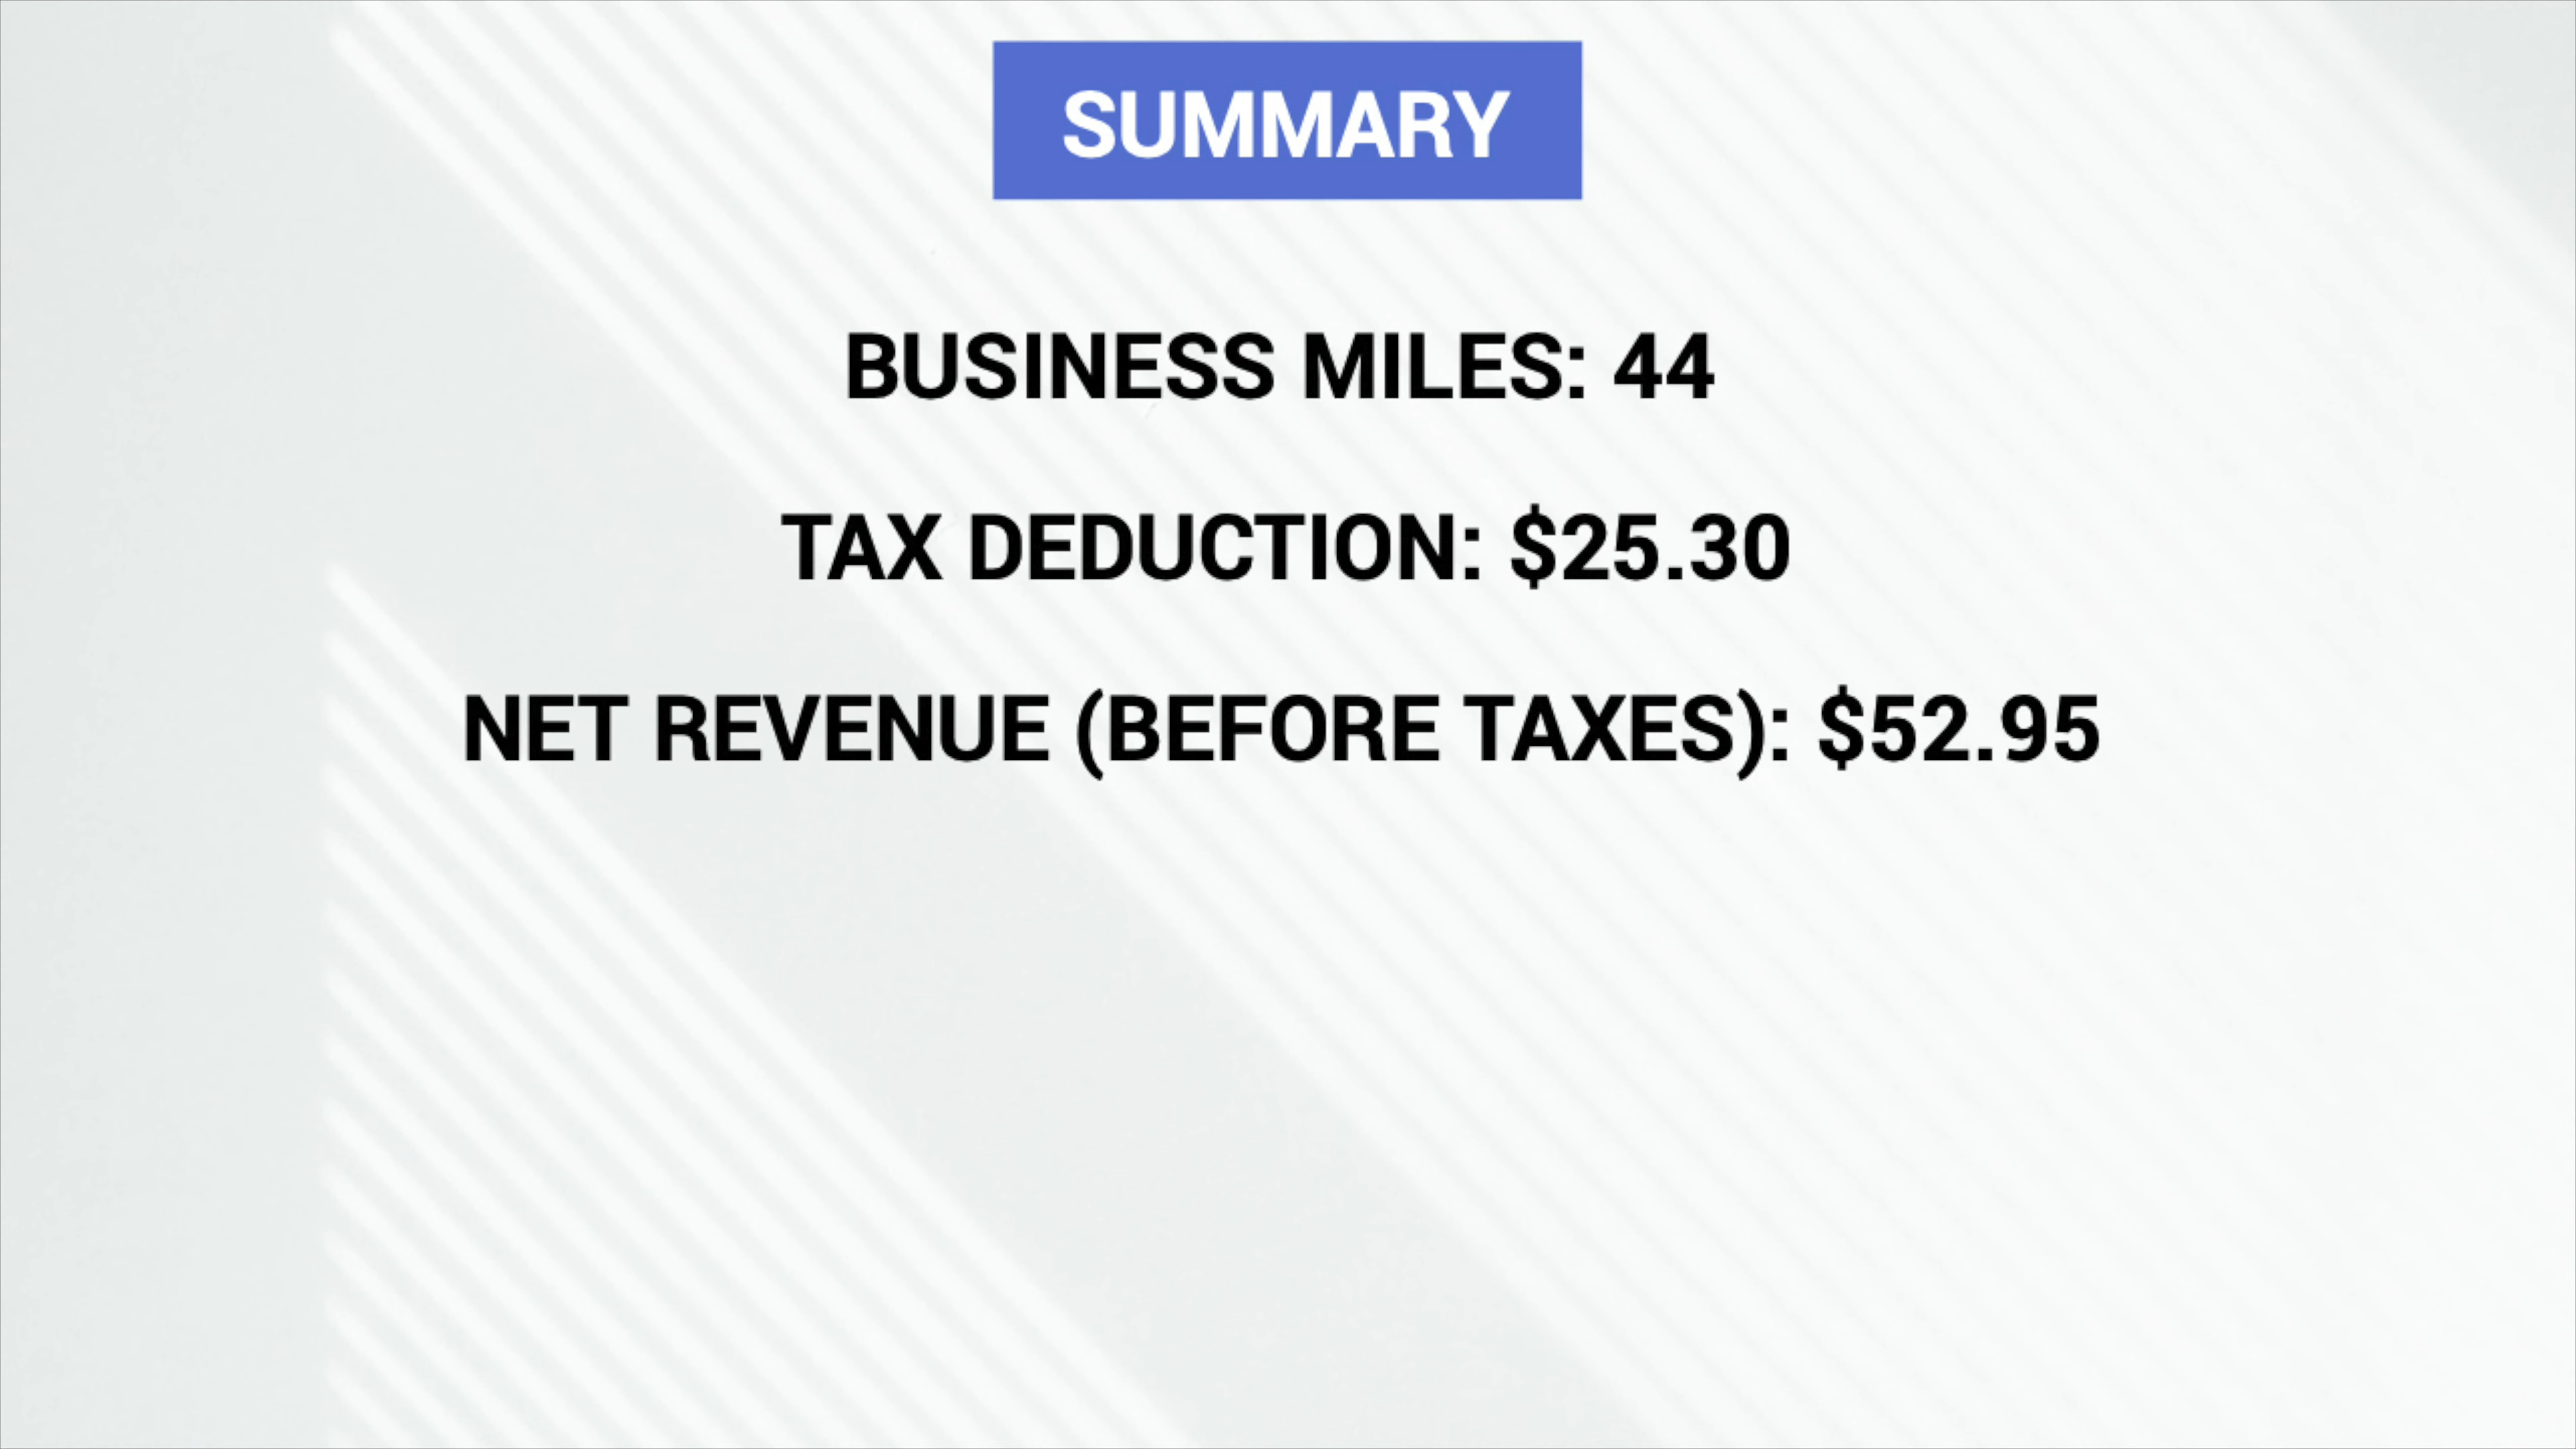 SUMMARY
BUSINESS MILES: 44
TAX DEDUCTION: $25.30
NET REVENUE (BEFORE TAXES): $52.95